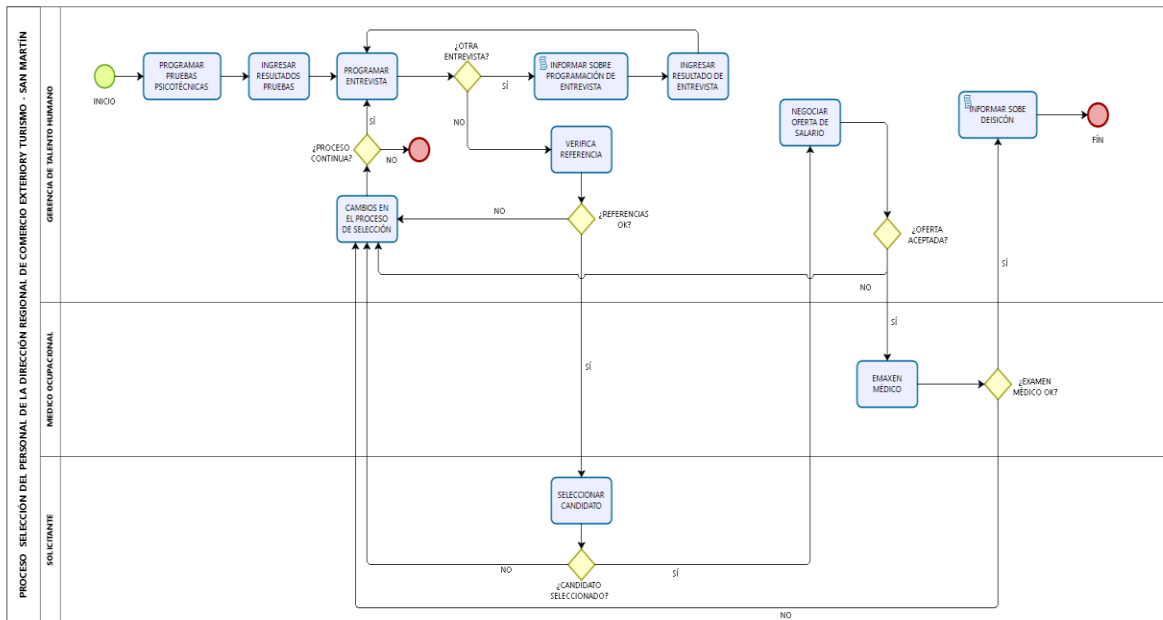 PROCESO SELECCIÓN DEL PERSONAL DE LA DIRECCIÓN REGIONAL DE COMERCIO EXTERIORY TURISMO - SAN MARTÍN
GERENCIA DE TALENTO HUMANO
INICIO
PROGRAMAR
PRUEBAS
PSICOTÉCNICAS
INGRESAR
RESULTADOS
PRUEBAS
PROGRAMAR
ENTREVISTA
¿OTRA
ENTREVISTA?
SÍ
INFORMAR SOBRE
PROGRAMACIÓN DE
ENTREVISTA
INGRESAR
RESULTADO DE
ENTREVISTA
NO
VERIFICA
REFERENCIA
SÍ
¿PROCESO
CONTINUA?
NO
CAMBIOS EN
EL PROCESO
DE SELECCIÓN
NO
¿REFERENCIAS
OK?
NEGOCIAR
OFERTA DE
SALARIO
¿OFERTA
ACEPTADA?
NO
INFORMAR SOBE
DEISICÓN
FÍN
SÍ
MEDICO OCUPACIONAL
SÍ
SÍ
EMAXEN
MÉDICO
¿EXAMEN
MÉDICO OK?
SOLICITANTE
SELECCIONAR
CANDIDATO
NO
SÍ
¿CANDIDATO
SELECCIONADO?
NO